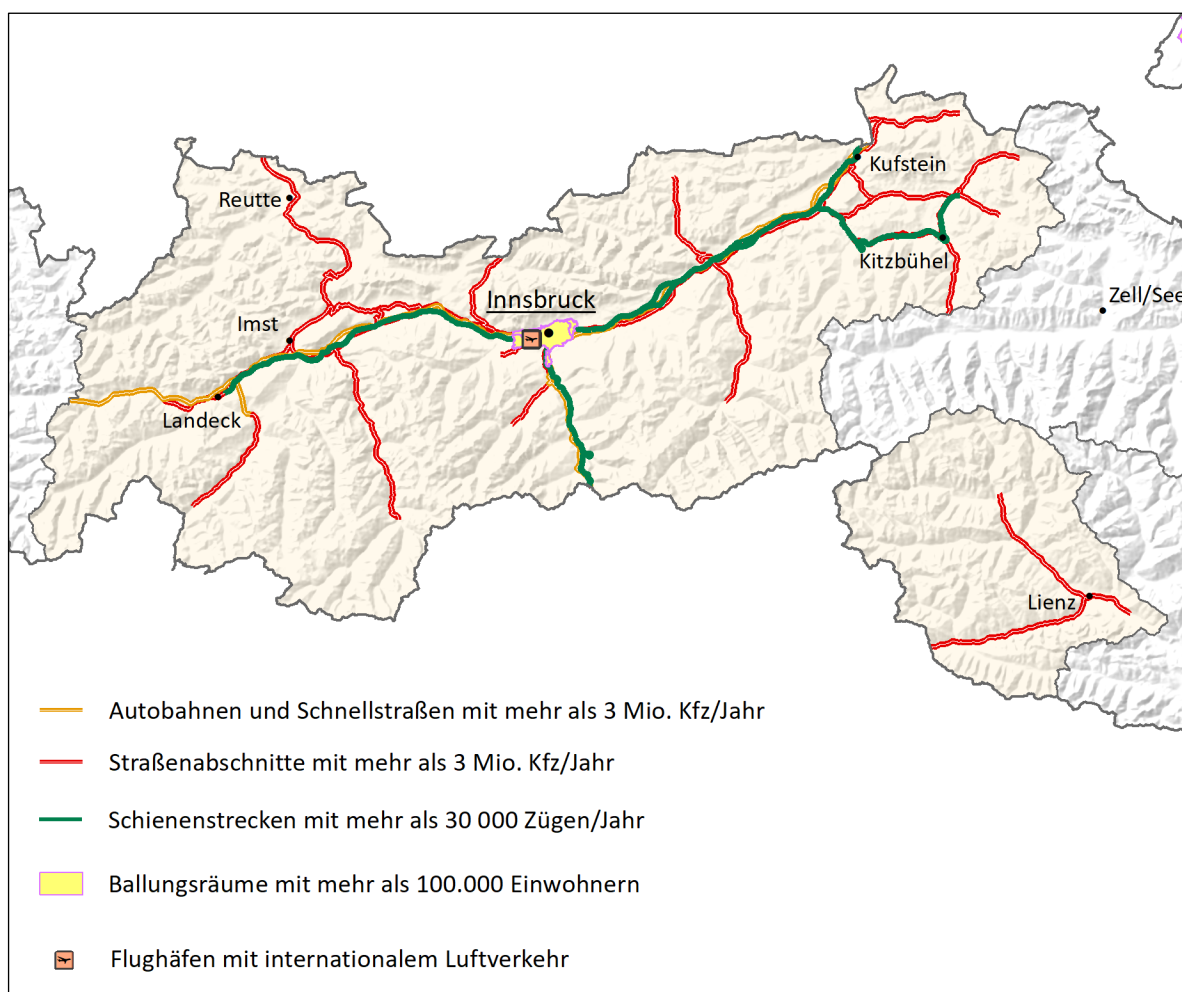 Kufstein
Reutte
Kitzbühel
Innsbruck
Zell/See
Imst
Landeck
Lienz
Autobahnen und Schnellstraßen mit mehr als 3 Mio. Kfz/Jahr
Straßenabschnitte mit mehr als 3 Mio. Kfz/Jahr
Schienenstrecken mit mehr als 30 000 Zügen/Jahr
Ballungsräume mit mehr als 100.000 Einwohnern
Flughäfen mit internationalem Luftverkehr